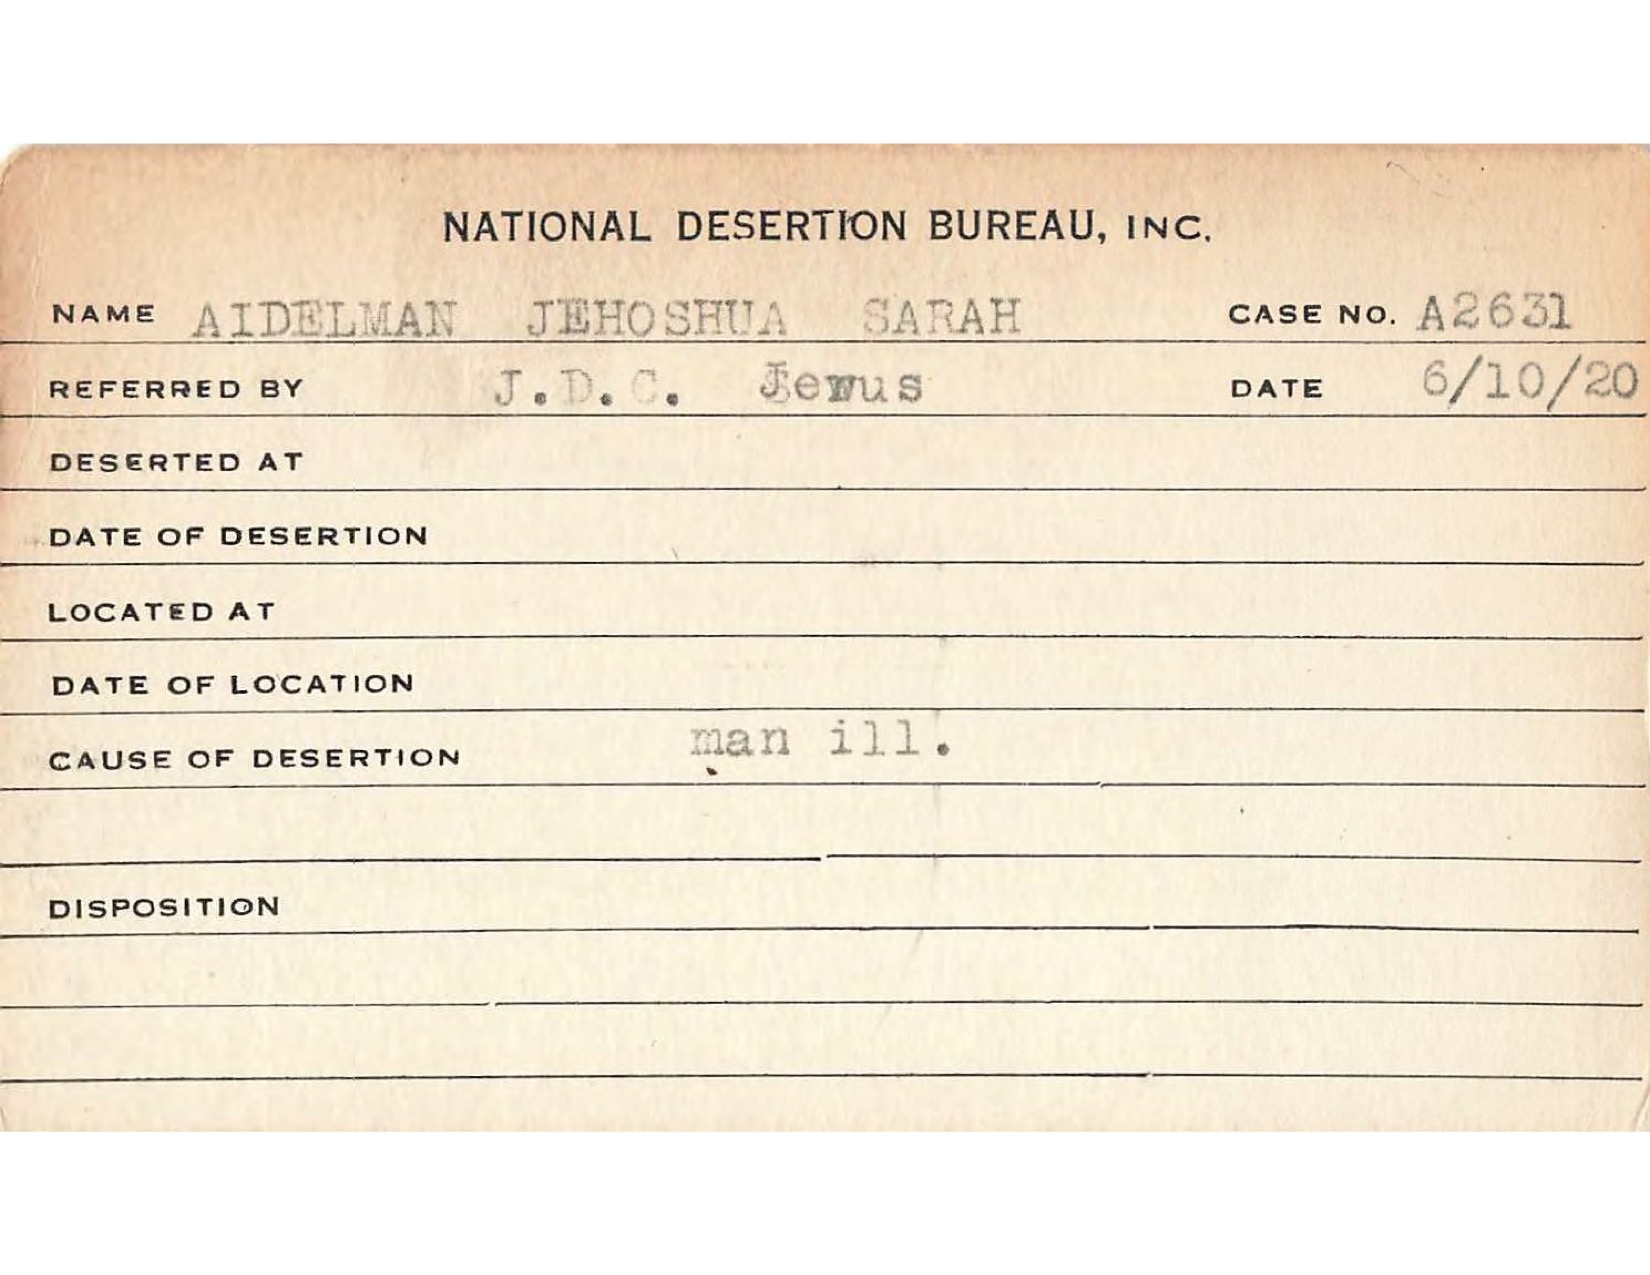 NATIONAL DESERTION BUREAU, INC.
NAME AIDELMAN JEHOSHUA SARAH CASE NO. A2631
REFERRED BY J.D.C. DATE 6/10/20
DESERTED AT
DATE OF DESERTION
LOCATED AT
DATE OF LOCATION
CAUSE OF DESERTION man ill.
DISPOSITION